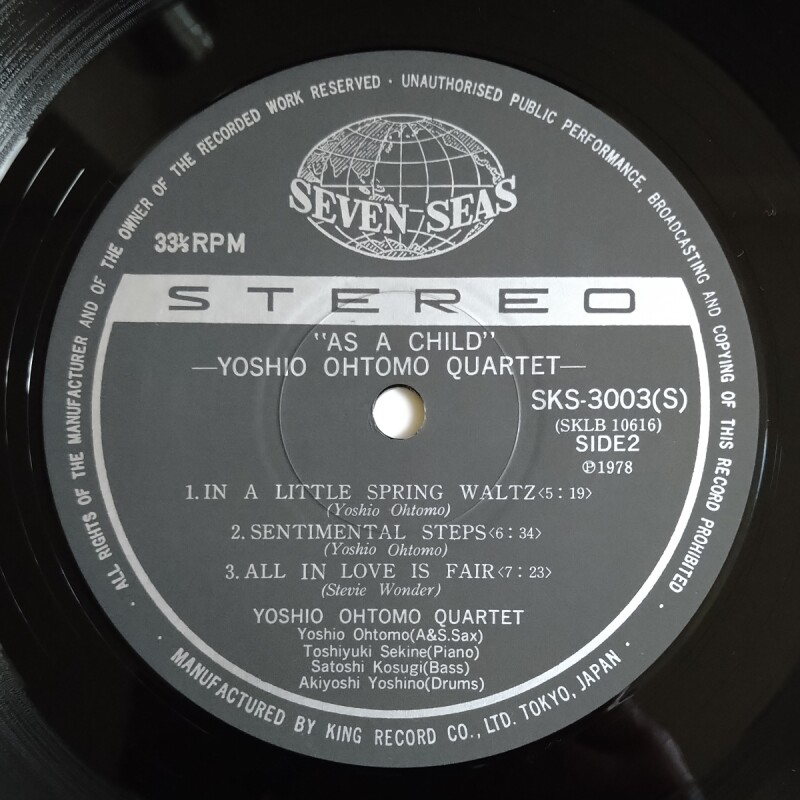 · ALL RIGHTS OF THE MANUFACTURER AND OF THE OWNER OF THE RECORDED WORK RESERVED · UNAUTHORISED PUBLIC PERFORMANCE, BROADCASTING AND COPYING OF THIS RECORD PROHIBITED ·
SEVEN SEAS
33⅓RPM
STEREO
"AS A CHILD"
—YOSHIO OHTOMO QUARTET—
SKS-3003(S)
(SKLB 10616)
SIDE2
℗1978
1. IN A LITTLE SPRING WALTZ<5:19>
(Yoshio Ohtomo)
2. SENTIMENTAL STEPS<6:34>
(Yoshio Ohtomo)
3. ALL IN LOVE IS FAIR<7:23>
(Stevie Wonder)
YOSHIO OHTOMO QUARTET
Yoshio Ohtomo(A&S.Sax)
Toshiyuki Sekine(Piano)
Satoshi Kosugi(Bass)
Akiyoshi Yoshino(Drums)
· MANUFACTURED BY KING RECORD CO., LTD. TOKYO, JAPAN ·